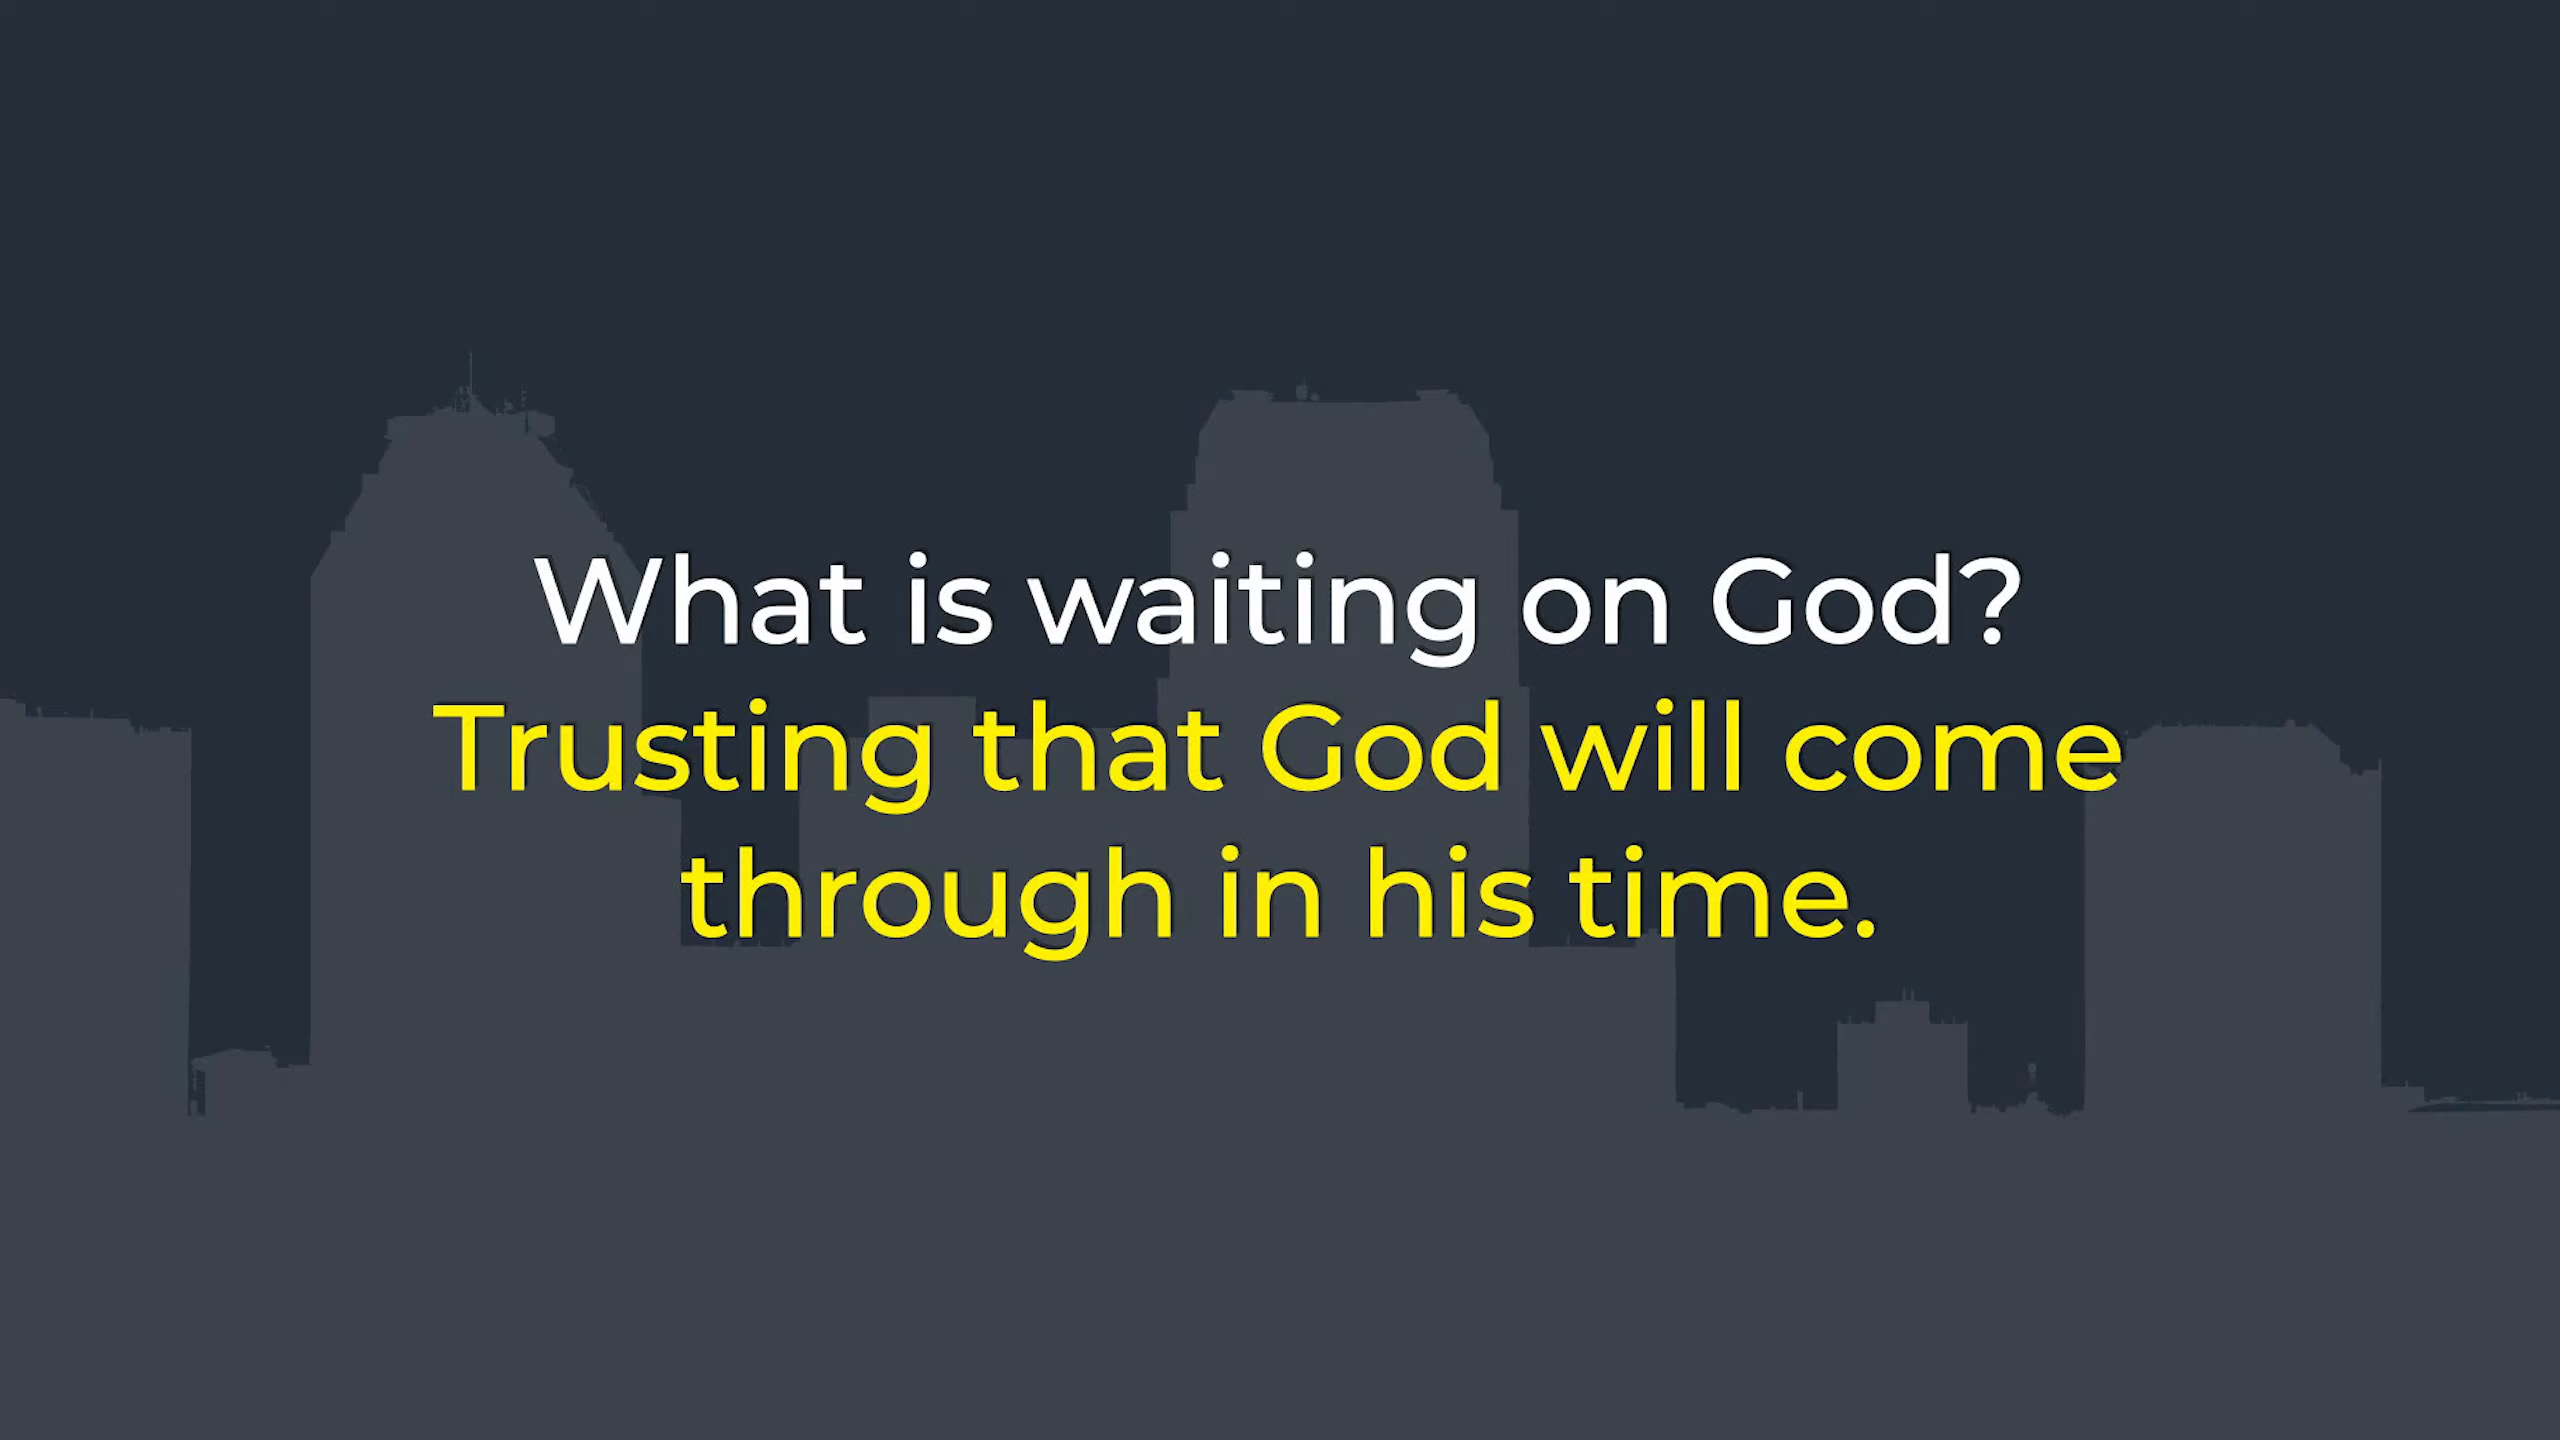 What is waiting on God?
Trusting that God will come
through in his time.